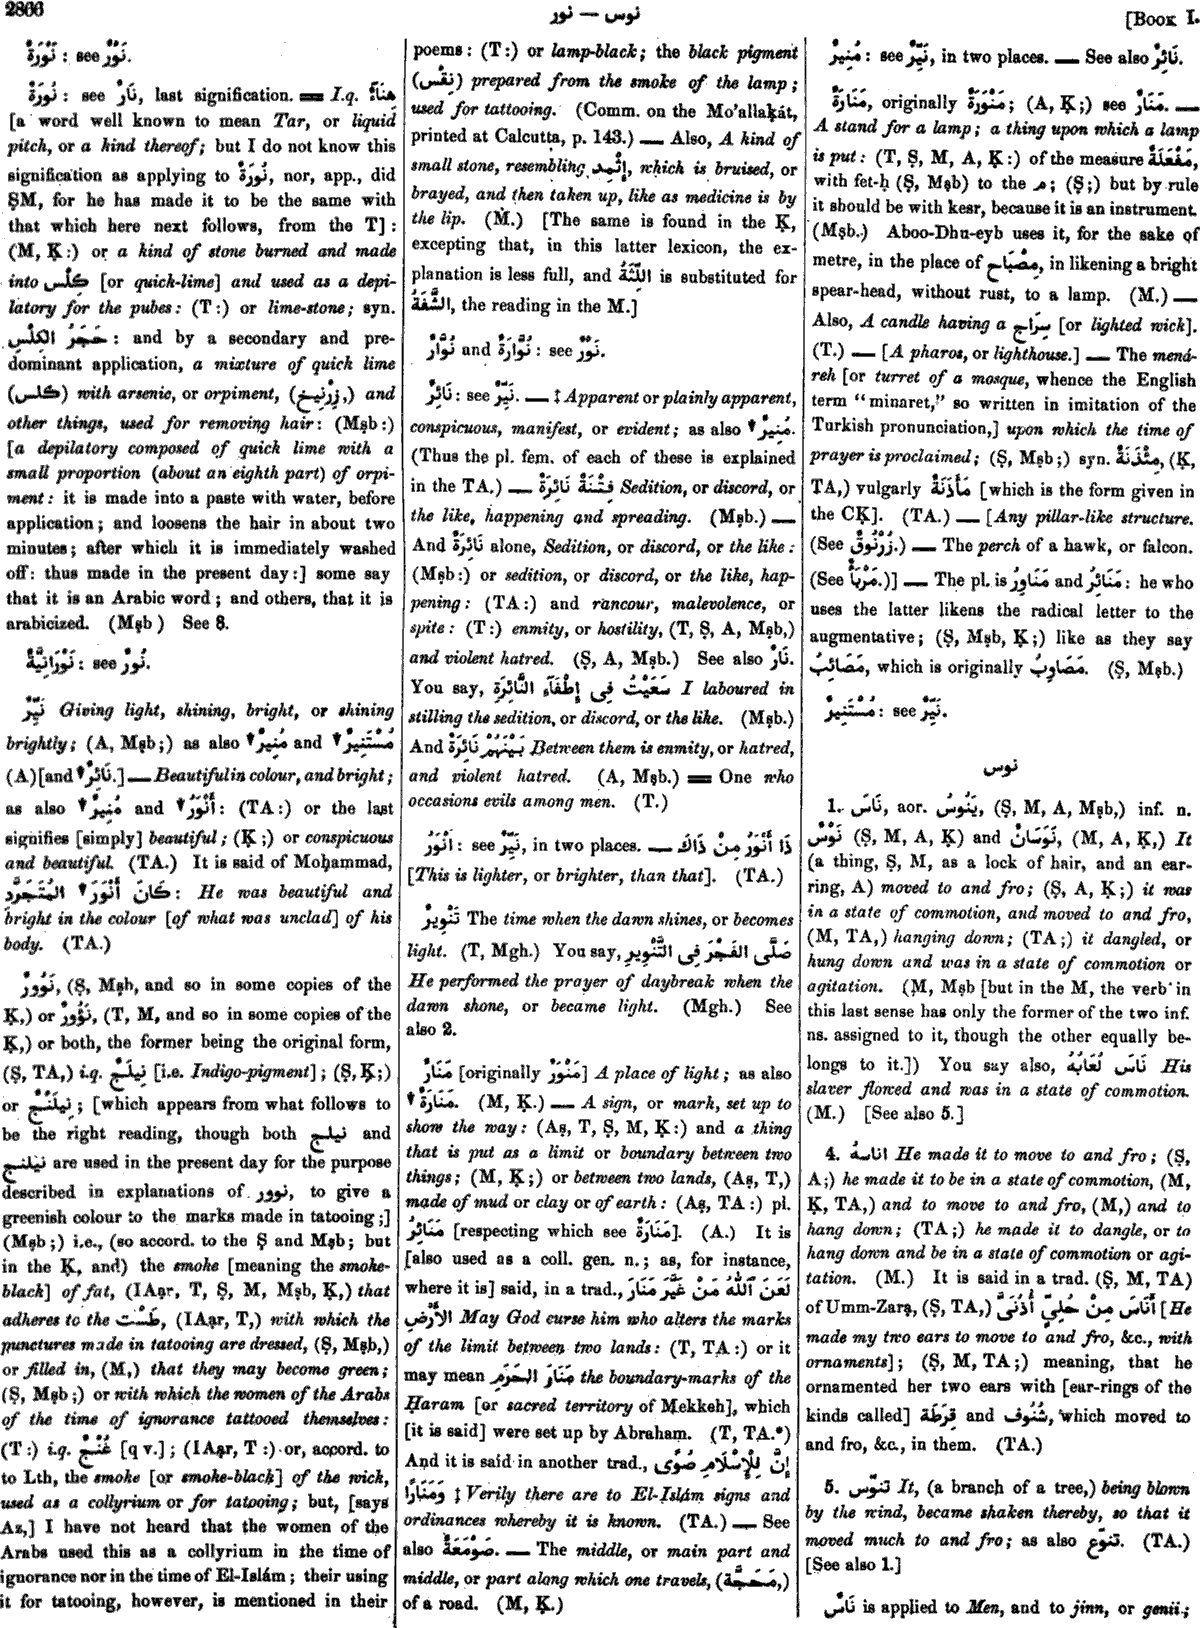 2866
نور — نوس
[Book I.
نَوْرَةٌ : see نَوْرٌ.
نُورَةٌ : see نَارٌ, last signification. ══ I.q. هِنَآءٌ
[a word well known to mean Tar, or liquid
pitch, or a kind thereof; but I do not know this
signification as applying to نُورَةٌ, nor, app., did
ṢM, for he has made it to be the same with
that which here next follows, from the T]:
(M, Ḳ:) or a kind of stone burned and made
into كِلْس [or quick-lime] and used as a depi-
latory for the pubes: (T:) or lime-stone; syn.
حَجَرُ الكِلْسِ : and by a secondary and pre-
dominant application, a mixture of quick lime
(كلس) with arsenic, or orpiment, (زِرْنِيخ,) and
other things, used for removing hair: (Mṣb:)
[a depilatory composed of quick lime with a
small proportion (about an eighth part) of orpi-
ment: it is made into a paste with water, before
application; and loosens the hair in about two
minutes; after which it is immediately washed
off: thus made in the present day:] some say
that it is an Arabic word; and others, that it is
arabicized. (Mṣb) See 8.
نُورَانِيَّةٌ : see نُورٌ.
نَيِّرٌ Giving light, shining, bright, or shining
brightly; (A, Mṣb;) as also ▼ مُنِيرٌ and ▼ مُسْتَنِيرٌ
(A) [and ▼ نَائِرٌ.] — Beautiful in colour, and bright;
as also ▼ مُنِيرٌ and ▼ أَنْوَرُ: (TA:) or the last
signifies [simply] beautiful; (Ḳ;) or conspicuous
and beautiful. (TA.) It is said of Moḥammad,
كَانَ أَنْوَرَ ▼ المُتَجَرَّدِ : He was beautiful and
bright in the colour [of what was unclad] of his
body. (TA.)
نَوُورٌ, (Ṣ, Mṣb, and so in some copies of the
Ḳ,) or نَؤُورٌ, (T, M, and so in some copies of the
Ḳ,) or both, the former being the original form,
(Ṣ, TA,) i.q. نِيلَجٌ [i.e. Indigo-pigment]; (Ṣ, Ḳ;)
or نِيلَنْجٌ; [which appears from what follows to
be the right reading, though both نيلج and
نيلنج are used in the present day for the purpose
described in explanations of نوور, to give a
greenish colour to the marks made in tatooing;]
(Mṣb;) i.e., (so accord. to the Ṣ and Mṣb; but
in the Ḳ, and) the smoke [meaning the smoke-
black] of fat, (IAạr, T, Ṣ, M, Mṣb, Ḳ,) that
adheres to the طَسْت, (IAạr, T,) with which the
punctures made in tatooing are dressed, (Ṣ, Mṣb,)
or filled in, (M,) that they may become green;
(Ṣ, Mṣb;) or with which the women of the Arabs
of the time of ignorance tattooed themselves:
(T:) i.q. غُنْجٌ [q v.]; (IAạr, T:) or, accord. to
to Lth, the smoke [or smoke-black] of the wick,
used as a collyrium or for tatooing; but, [says
Az,] I have not heard that the women of the
Arabs used this as a collyrium in the time of
ignorance nor in the time of El-Islám; their using
it for tatooing, however, is mentioned in their
poems: (T:) or lamp-black; the black pigment
(نِقْس) prepared from the smoke of the lamp;
used for tattooing. (Comm. on the Mo'allaḳát,
printed at Calcutta, p. 143.) — Also, A kind of
small stone, resembling إِثْمِد, which is bruised, or
brayed, and then taken up, like as medicine is by
the lip. (M.) [The same is found in the Ḳ,
excepting that, in this latter lexicon, the ex-
planation is less full, and اللِّثَةُ is substituted for
الشَّفَةُ, the reading in the M.]
نُوَّارٌ and نُوَّارَةٌ : see نَوْرٌ.
نَائِرٌ : see نَيِّرٌ. — ‡ Apparent or plainly apparent,
conspicuous, manifest, or evident; as also ▼ مُنِيرٌ.
(Thus the pl. fem. of each of these is explained
in the TA.) — فِتْنَةٌ نَائِرَةٌ Sedition, or discord, or
the like, happening and spreading. (Mṣb.) —
And نَائِرَةٌ alone, Sedition, or discord, or the like:
(Mṣb:) or sedition, or discord, or the like, hap-
pening: (TA:) and rancour, malevolence, or
spite: (T:) enmity, or hostility, (T, Ṣ, A, Mṣb,)
and violent hatred. (Ṣ, A, Mṣb.) See also نَارٌ.
You say, سَعَيْتُ فِى إِطْفَآءِ النَّائِرَةِ I laboured in
stilling the sedition, or discord, or the like. (Mṣb.)
And بَيْنَهُمْ نَائِرَةٌ Between them is enmity, or hatred,
and violent hatred. (A, Mṣb.) ══ One who
occasions evils among men. (T.)
أَنْوَرُ : see نَيِّرٌ, in two places. — ذَا أَنْوَرُ مِنْ ذَاكَ
[This is lighter, or brighter, than that]. (TA.)
تَنْوِيرٌ The time when the dawn shines, or becomes
light. (T, Mgh.) You say, صَلَّى الفَجْرَ فِى التَّنْوِيرِ
He performed the prayer of daybreak when the
dawn shone, or became light. (Mgh.) See
also 2.
مَنَارٌ [originally مَنْوَرٌ] A place of light; as also
▼ مَنَارَةٌ. (M, Ḳ.) — A sign, or mark, set up to
show the way: (Aṣ, T, Ṣ, M, Ḳ:) and a thing
that is put as a limit or boundary between two
things; (M, Ḳ;) or between two lands, (Aṣ, T,)
made of mud or clay or of earth: (Aṣ, TA:) pl.
مَنَائِرُ [respecting which see مَنَارَةٌ]. (A.) It is
[also used as a coll. gen. n.; as, for instance,
where it is] said, in a trad., لَعَنَ ٱللّٰهُ مَنْ غَيَّرَ مَنَارَ
الأَرْضِ May God curse him who alters the marks
of the limit between two lands: (T, TA:) or it
may mean مَنَارَ الحَرَمِ the boundary-marks of the
Ḥaram [or sacred territory of Mekkeh], which
[it is said] were set up by Abraham. (T, TA.*)
And it is said in another trad., إِنَّ لِلْإِسْلَامِ صُوًى
وَمَنَارًا ‡ Verily there are to El-Islám signs and
ordinances whereby it is known. (TA.) — See
also صَوْمَعَةٌ. — The middle, or main part and
middle, or part along which one travels, (مَحَجَّة,)
of a road. (M, Ḳ.)
مُنِيرٌ : see نَيِّرٌ, in two places. — See also نَائِرٌ.
مَنَارَةٌ, originally مَنْوَرَةٌ; (A, Ḳ;) see مَنَارٌ. —
A stand for a lamp; a thing upon which a lamp
is put: (T, Ṣ, M, A, Ḳ:) of the measure مَفْعَلَةٌ,
with fet-ḥ (Ṣ, Mṣb) to the م; (Ṣ;) but by rule
it should be with kesr, because it is an instrument.
(Mṣb.) Aboo-Dhu-eyb uses it, for the sake of
metre, in the place of مِصْبَاح, in likening a bright
spear-head, without rust, to a lamp. (M.) —
Also, A candle having a سِرَاج [or lighted wick].
(T.) — [A pharos, or lighthouse.] — The mená-
reh [or turret of a mosque, whence the English
term "minaret," so written in imitation of the
Turkish pronunciation,] upon which the time of
prayer is proclaimed; (Ṣ, Mṣb;) syn. مِئْذَنَةٌ, (Ḳ,
TA,) vulgarly مَأْذَنَةٌ [which is the form given in
the CḲ]. (TA.) — [Any pillar-like structure.
(See زُرْنُوقٌ.) — The perch of a hawk, or falcon.
(See مَرْبَأٌ.)] — The pl. is مَنَاوِرُ and مَنَائِرُ : he who
uses the latter likens the radical letter to the
augmentative; (Ṣ, Mṣb, Ḳ;) like as they say
مَصَائِبُ, which is originally مَصَاوِبُ. (Ṣ, Mṣb.)
مُسْتَنِيرٌ : see نَيِّرٌ.
نوس
1. نَاسَ, aor. يَنُوسُ, (Ṣ, M, A, Mṣb,) inf. n.
نَوْسٌ (Ṣ, M, A, Ḳ) and نَوَسَانٌ, (M, A, Ḳ,) It
(a thing, Ṣ, M, as a lock of hair, and an ear-
ring, A) moved to and fro; (Ṣ, A, Ḳ;) it was
in a state of commotion, and moved to and fro,
(M, TA,) hanging down; (TA;) it dangled, or
hung down and was in a state of commotion or
agitation. (M, Mṣb [but in the M, the verb in
this last sense has only the former of the two inf.
ns. assigned to it, though the other equally be-
longs to it.]) You say also, نَاسَ لُعَابُهُ His
slaver flowed and was in a state of commotion.
(M.) [See also 5.]
4. اناسهُ He made it to move to and fro; (Ṣ,
A;) he made it to be in a state of commotion, (M,
Ḳ, TA,) and to move to and fro, (M,) and to
hang down; (TA;) he made it to dangle, or to
hang down and be in a state of commotion or agi-
tation. (M.) It is said in a trad. (Ṣ, M, TA)
of Umm-Zarạ, (Ṣ, TA,) أَنَاسَ مِنْ حُلِىٍّ أُذُنَىَّ [He
made my two ears to move to and fro, &c., with
ornaments]; (Ṣ, M, TA;) meaning, that he
ornamented her two ears with [ear-rings of the
kinds called] قِرَطَة and شُنُوف, which moved to
and fro, &c., in them. (TA.)
5. تنوّس It, (a branch of a tree,) being blown
by the wind, became shaken thereby, so that it
moved much to and fro; as also تنوّع. (TA.)
[See also 1.]
نَاسٌ is applied to Men, and to jinn, or genii;